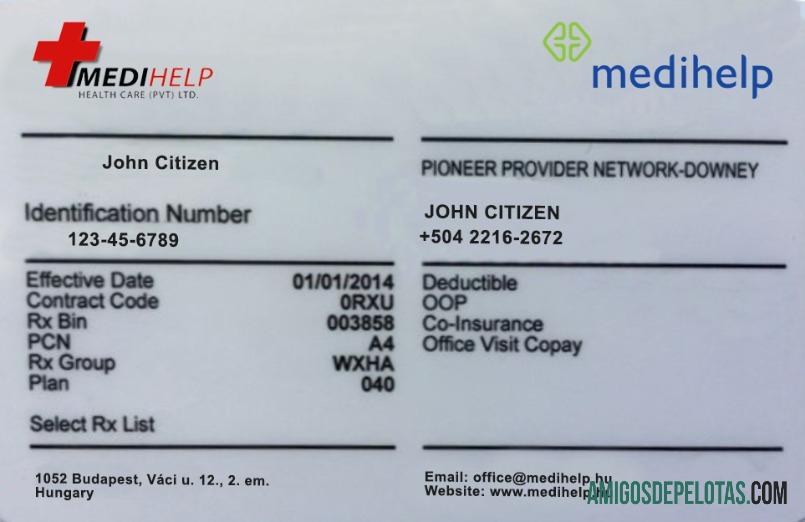 MEDIHELP
HEALTH CARE (PVT) LTD.
medihelp
John Citizen
Identification Number
123-45-6789
PIONEER PROVIDER NETWORK-DOWNEY
JOHN CITIZEN
+504 2216-2672
Effective Date 01/01/2014
Contract Code 0RXU
Rx Bin 003858
PCN A4
Rx Group WXHA
Plan 040
Select Rx List
Deductible
OOP
Co-Insurance
Office Visit Copay
1052 Budapest, Váci u. 12., 2. em.
Hungary
Email: office@medihelp.hu
Website: www.medihelp.hu
AMIGOSDEPELOTAS.COM